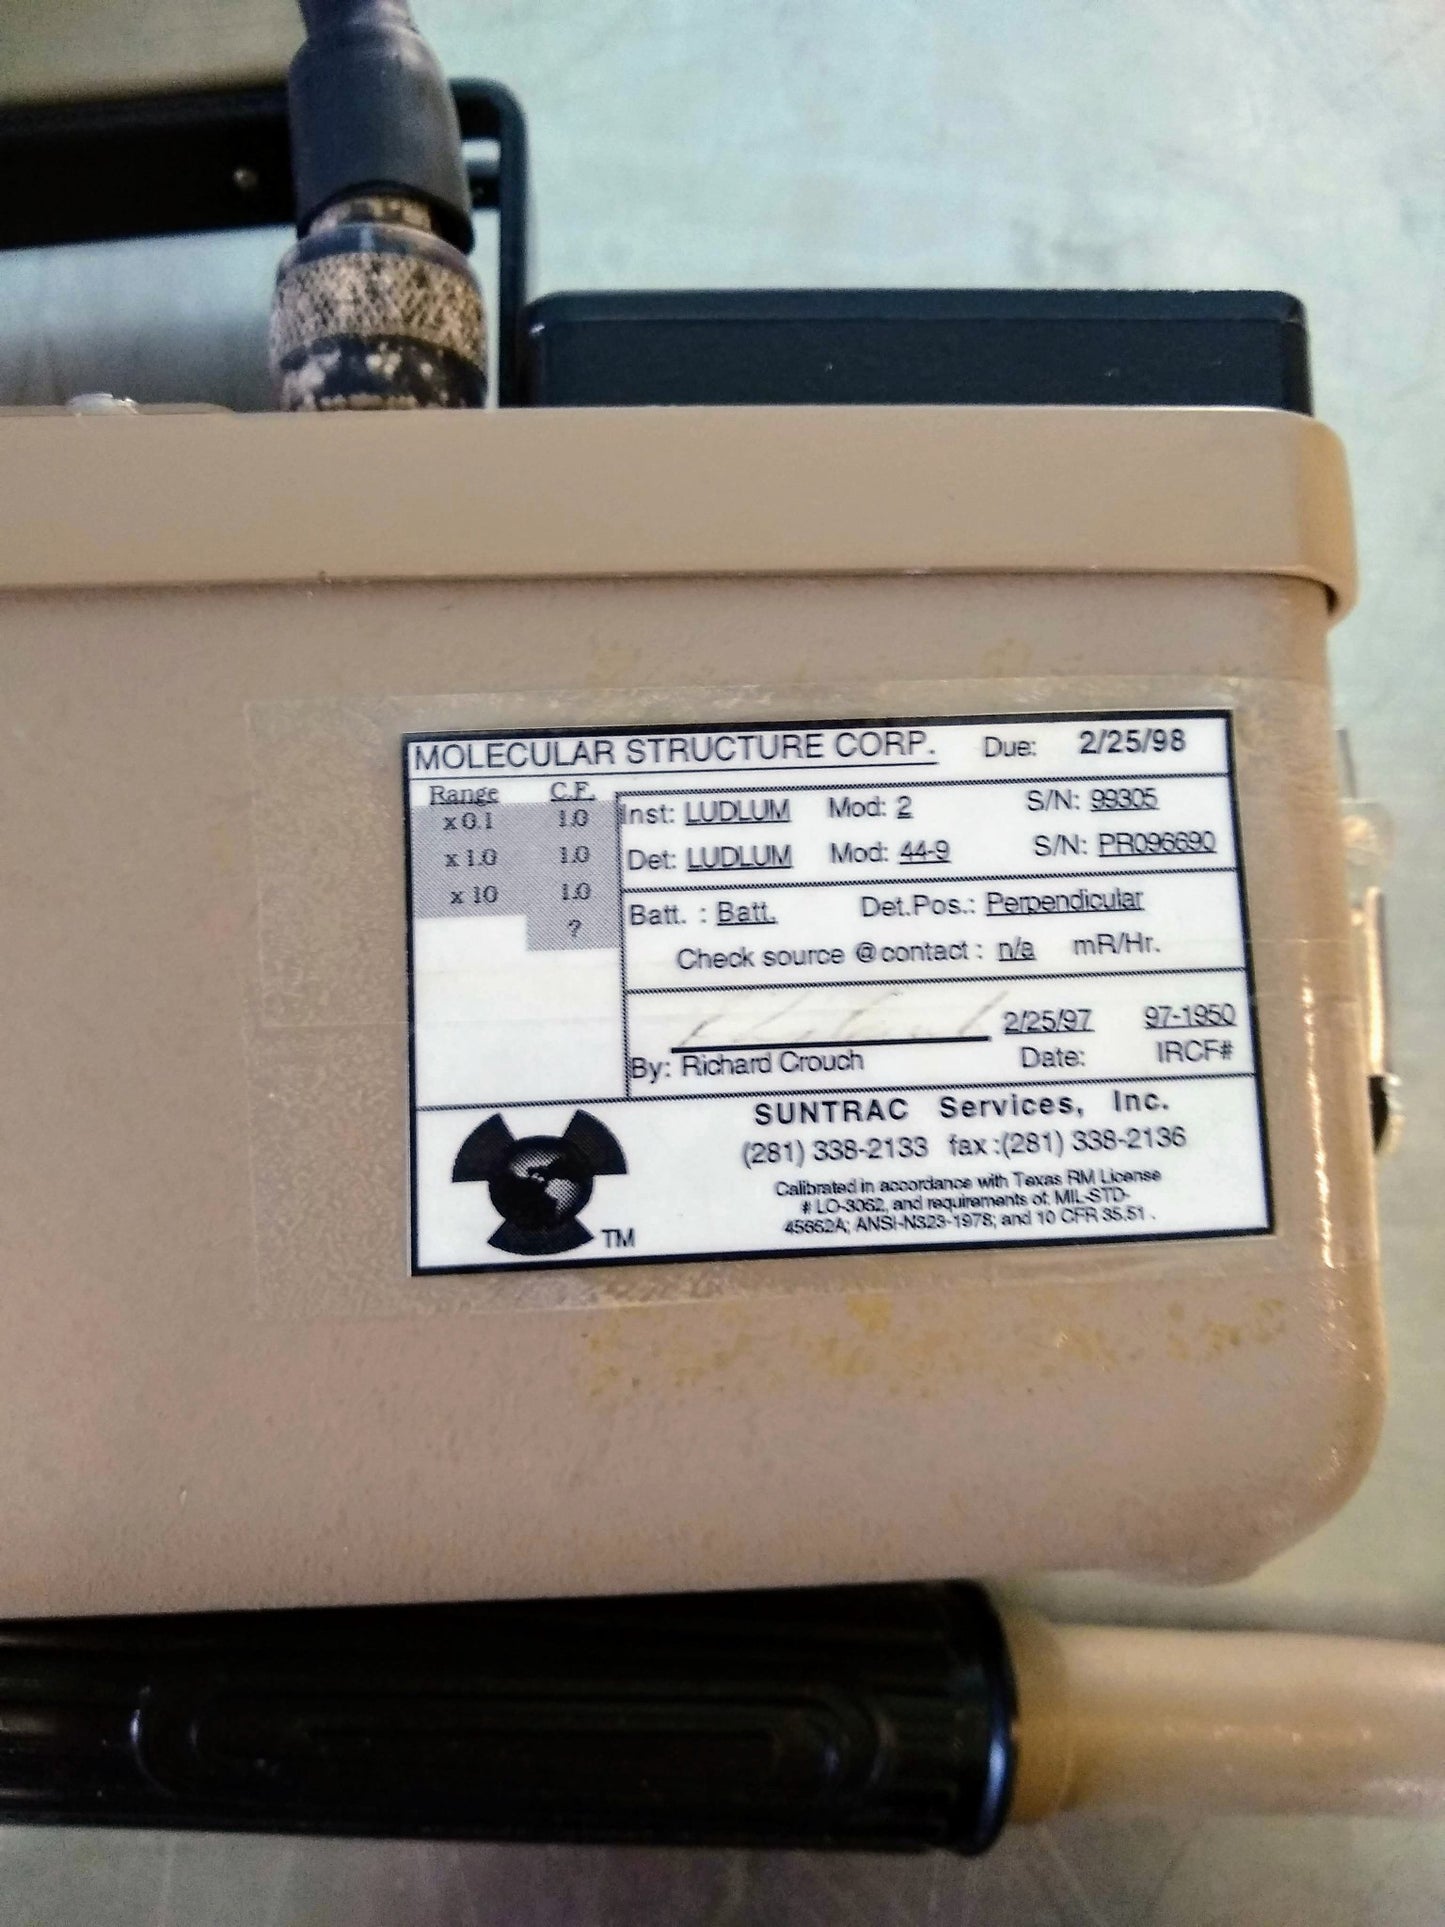 MOLECULAR STRUCTURE CORP. Due: 2/25/98
Range C.F.
x 0.1 1.0
x 1.0 1.0
x 10 1.0
?
Inst: LUDLUM Mod: 2 S/N: 99305
Det: LUDLUM Mod: 44-9 S/N: PR096690
Batt. : Batt. Det.Pos.: Perpendicular
Check source @ contact : n/a mR/Hr.
2/25/97 97-1950
By: Richard Crouch Date: IRCF#
SUNTRAC Services, Inc.
(281) 338-2133 fax :(281) 338-2136
Calibrated in accordance with Texas RM License
# LO-3062, and requirements of: MIL-STD-
45662A; ANSI-N323-1978; and 10 CFR 35.51 .
TM